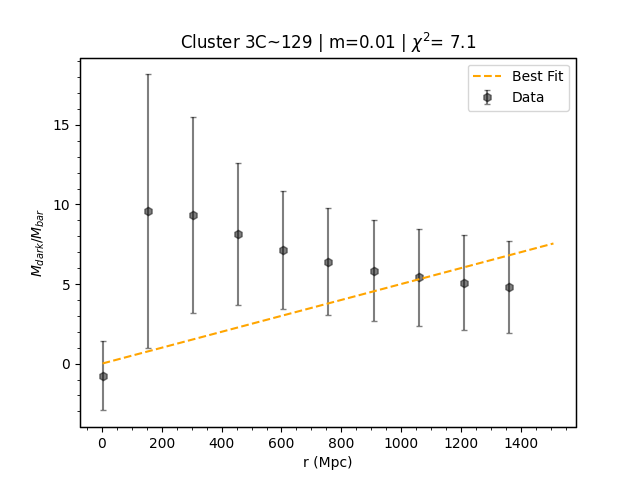 Cluster 3C~129 | m=0.01 | χ²= 7.1
Best Fit
Data
M_dark/M_bar
15
10
5
0
0 200 400 600 800 1000 1200 1400
r (Mpc)